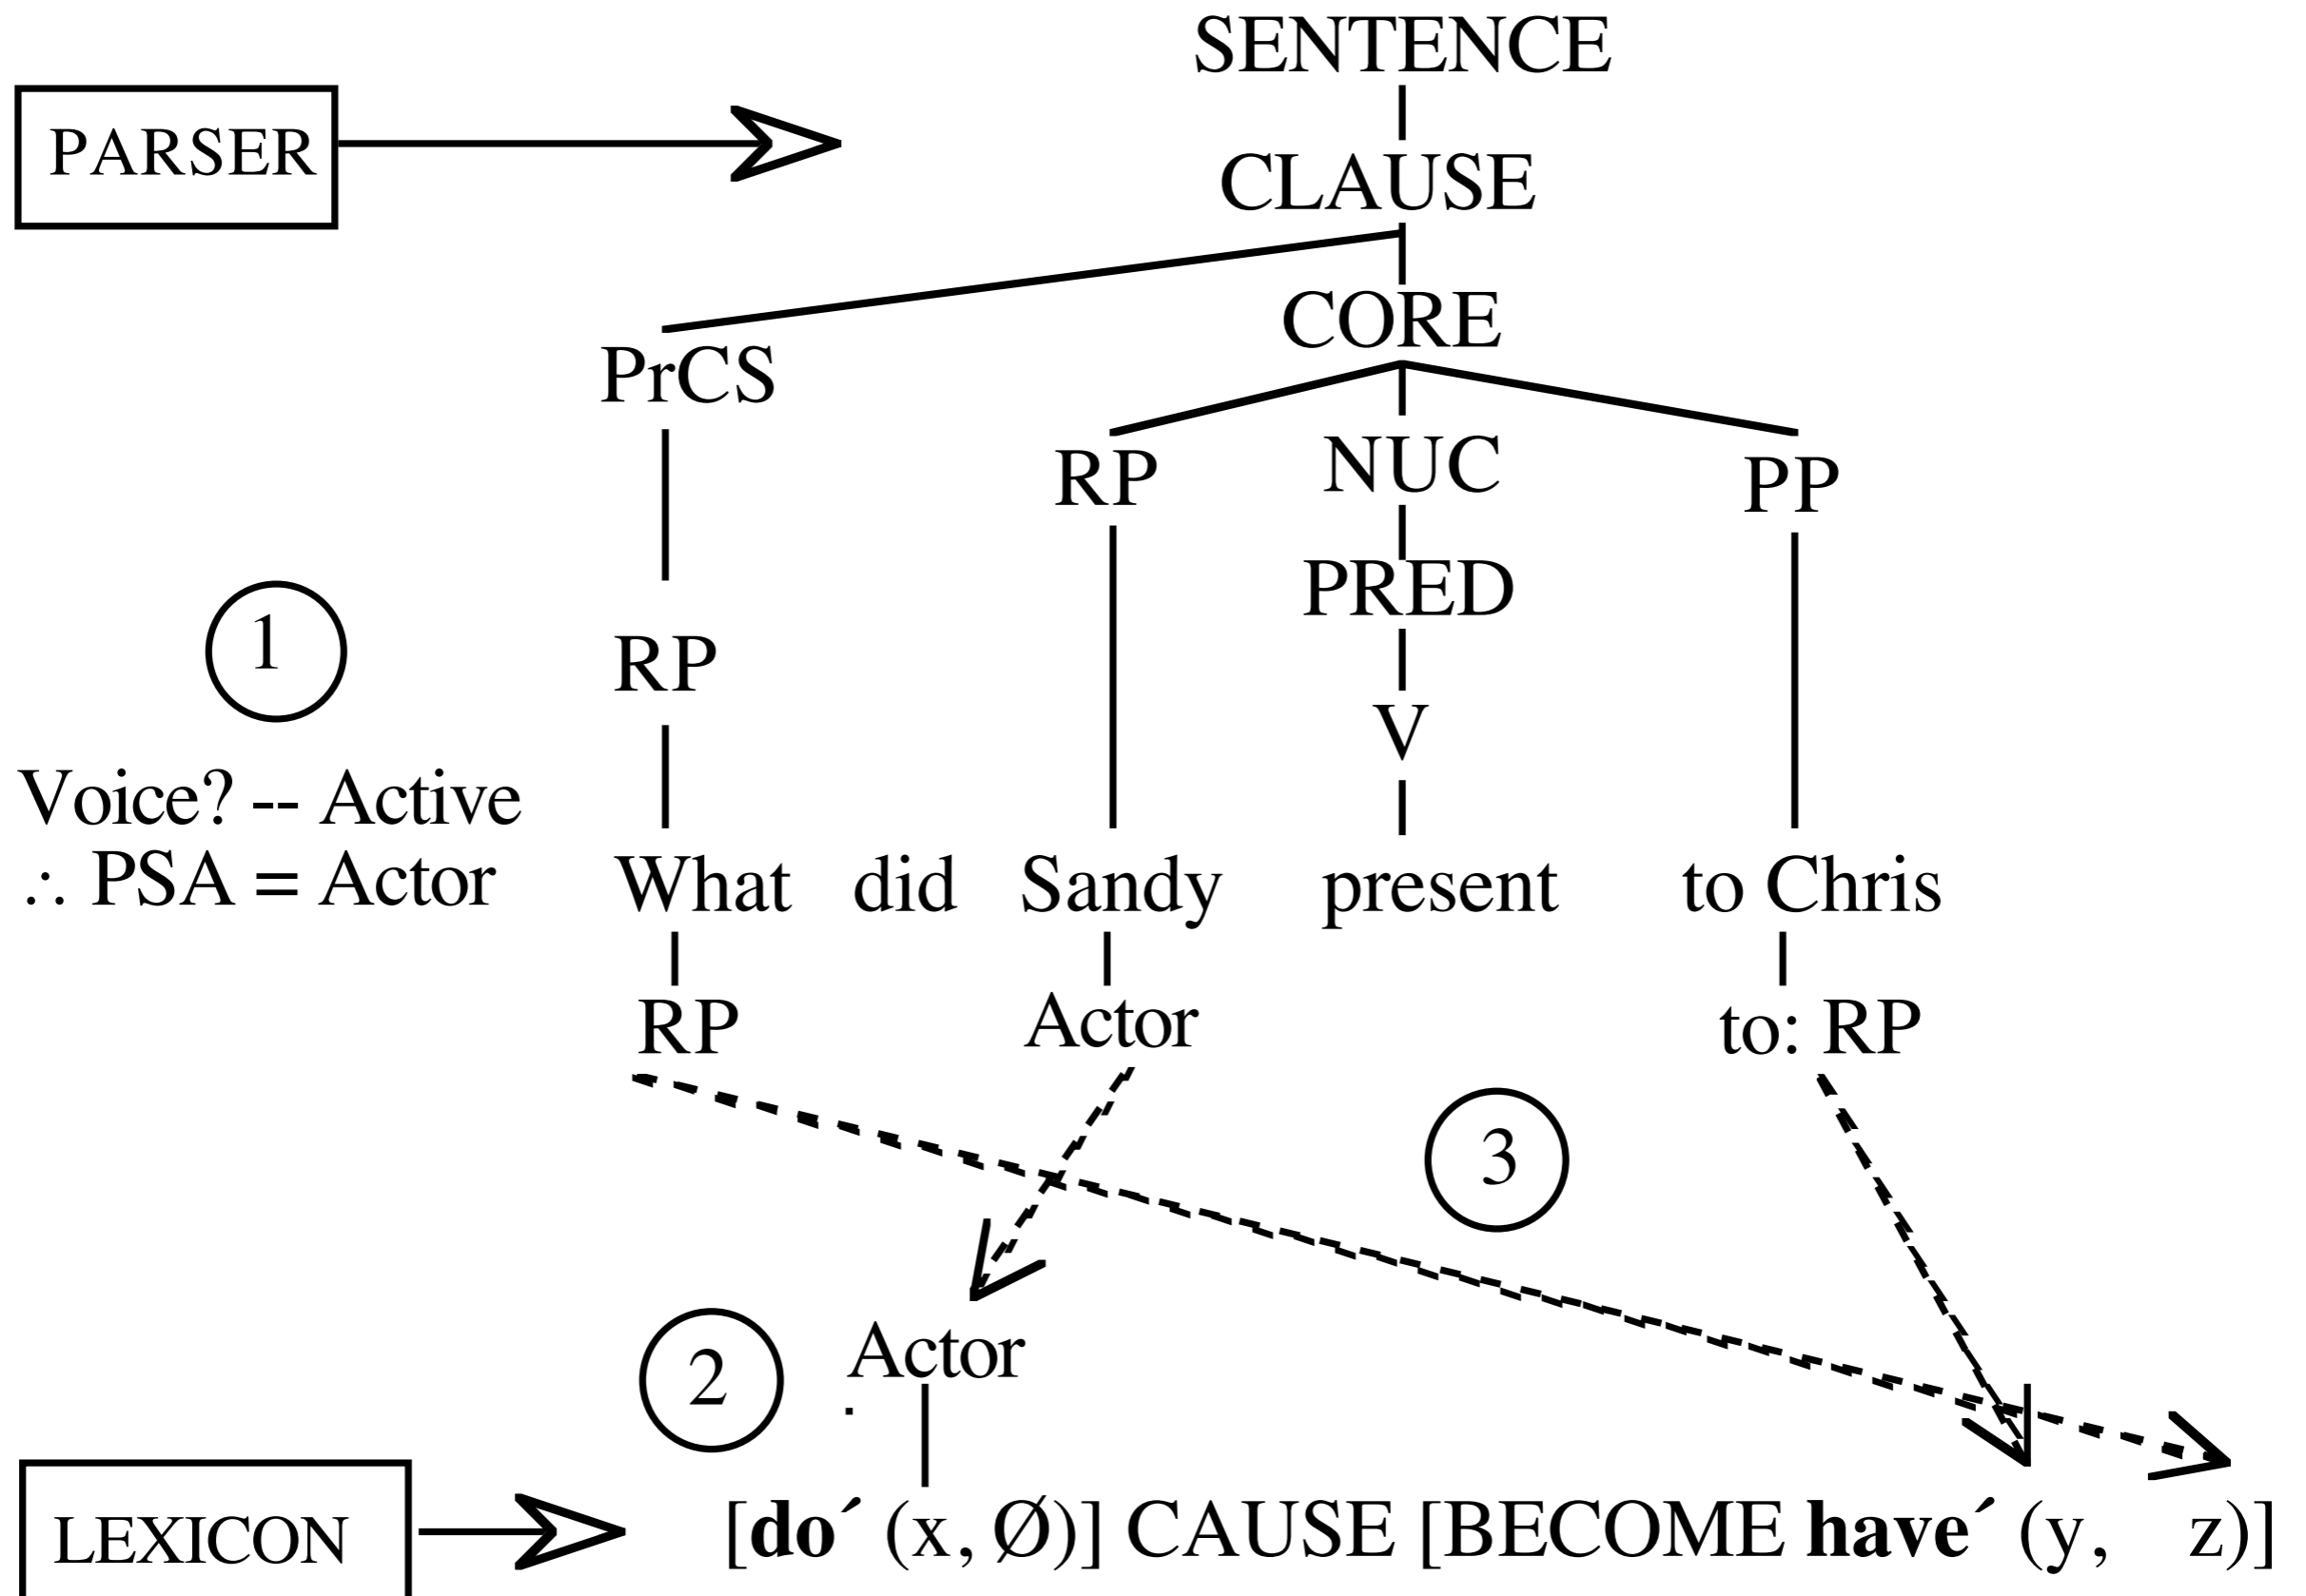 SENTENCE
PARSER
CLAUSE
CORE
PrCS
RP NUC PP
PRED
1
RP
V
Voice? -- Active
.:. PSA = Actor
What did Sandy present to Chris
RP Actor to: RP
3
2 Actor
.
LEXICON [do´ (x, Ø)] CAUSE [BECOME have´ (y, z)]